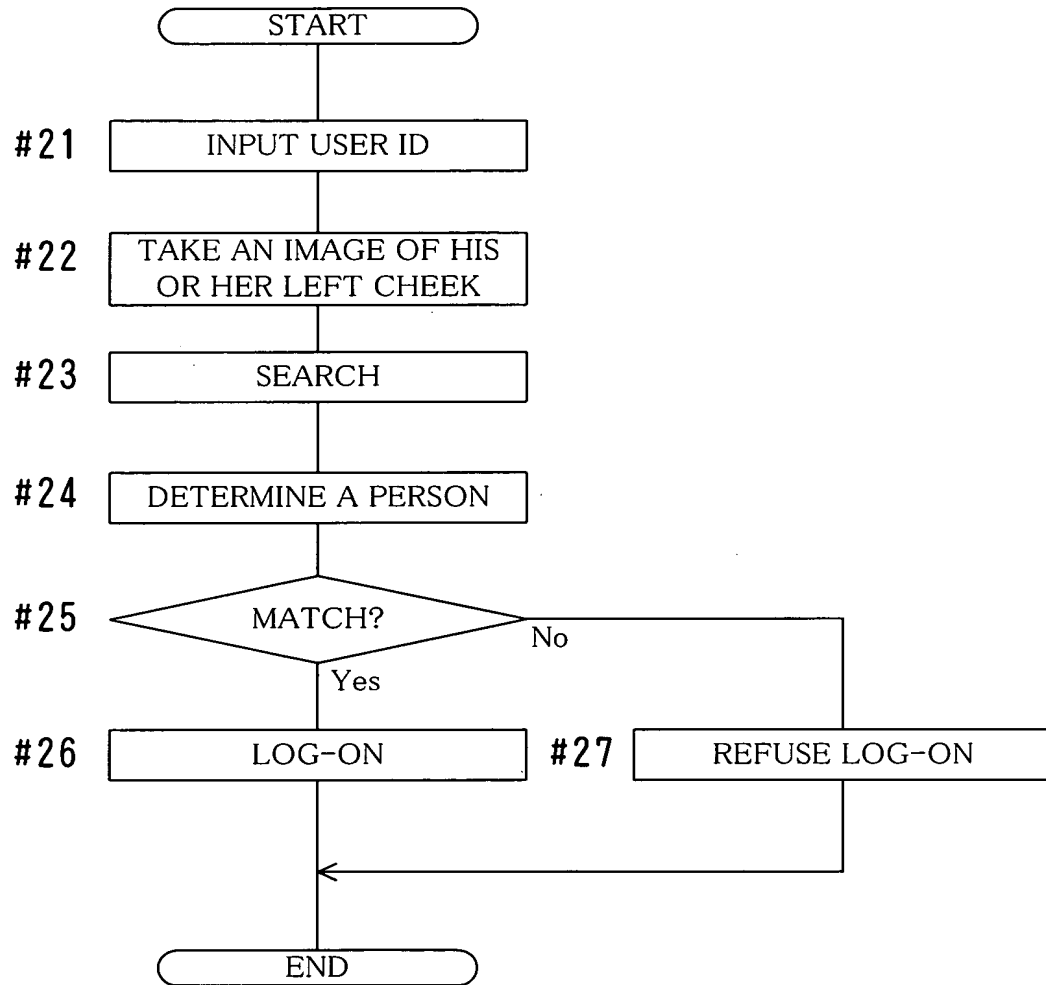 START
#21 INPUT USER ID
#22 TAKE AN IMAGE OF HIS
OR HER LEFT CHEEK
#23 SEARCH
#24 DETERMINE A PERSON
#25 MATCH?
No
Yes
#26 LOG-ON
#27 REFUSE LOG-ON
END